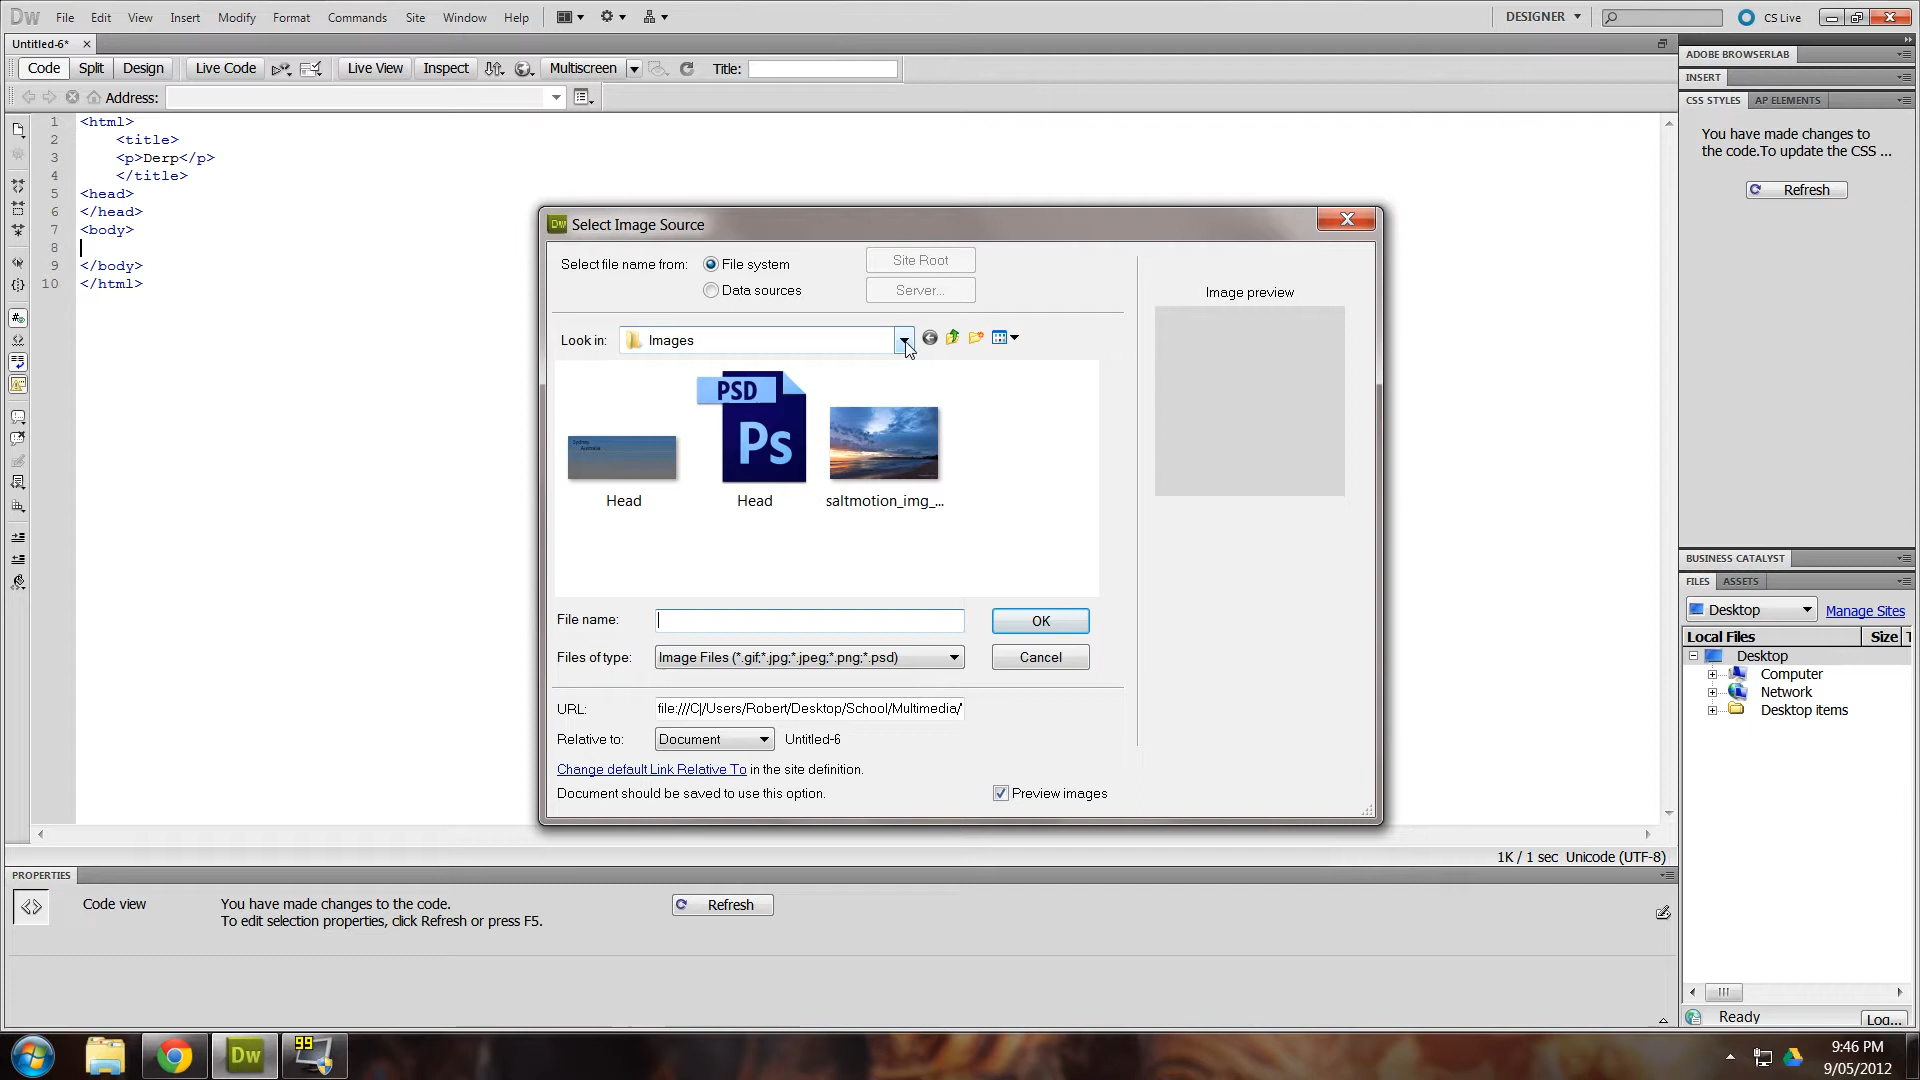 Dw File Edit View Insert Modify Format Commands Site Window Help DESIGNER CS Live
Untitled-6*
Code Split Design Live Code Live View Inspect Multiscreen Title:
Address:
1 <html>
2 <title>
3 <p>Derp</p>
4 </title>
5 <head>
6 </head>
7 <body>
8
9 </body>
10 </html>
Dw Select Image Source
Select file name from: File system Site Root
Data sources Server...
Look in: Images
Image preview
Sydney
Australia
PSD
Ps
Head Head saltmotion_img_...
File name: OK
Files of type: Image Files (*.gif;*.jpg;*.jpeg;*.png;*.psd) Cancel
URL: file:///C|/Users/Robert/Desktop/School/Multimedia/
Relative to: Document Untitled-6
Change default Link Relative To in the site definition.
Document should be saved to use this option. Preview images
ADOBE BROWSERLAB
INSERT
CSS STYLES AP ELEMENTS
You have made changes to
the code.To update the CSS ...
Refresh
BUSINESS CATALYST
FILES ASSETS
Desktop Manage Sites
Local Files Size T
Desktop
Computer
Network
Desktop items
Ready Log...
1K / 1 sec Unicode (UTF-8)
PROPERTIES
Code view You have made changes to the code. Refresh
To edit selection properties, click Refresh or press F5.
Dw 99
9:46 PM
9/05/2012